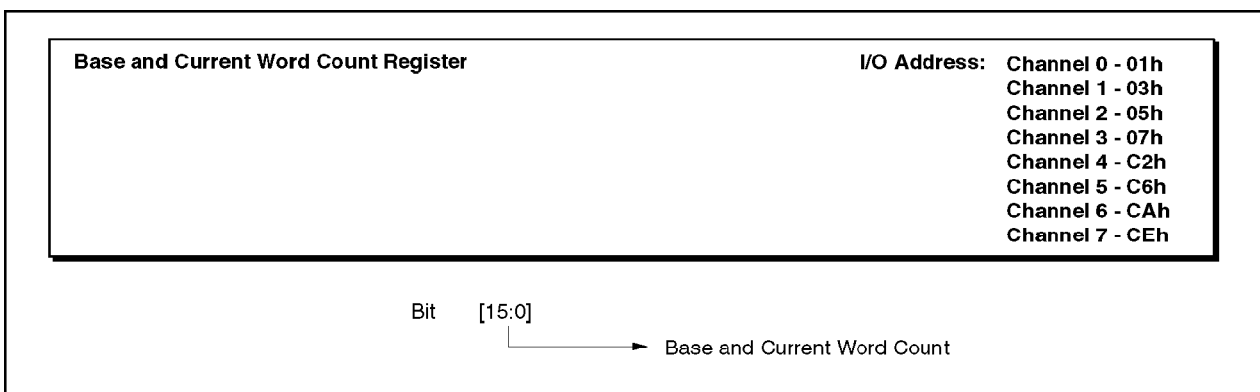 Base and Current Word Count Register I/O Address: Channel 0 - 01h
Channel 1 - 03h
Channel 2 - 05h
Channel 3 - 07h
Channel 4 - C2h
Channel 5 - C6h
Channel 6 - CAh
Channel 7 - CEh
Bit [15:0]
Base and Current Word Count